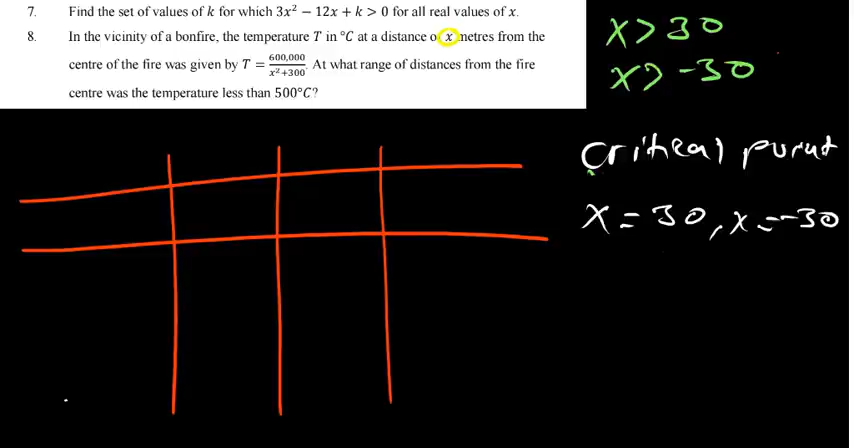 7. Find the set of values of k for which 3x² − 12x + k > 0 for all real values of x.
8. In the vicinity of a bonfire, the temperature T in °C at a distance o x metres from the
centre of the fire was given by T = 600,000 / x²+300. At what range of distances from the fire
centre was the temperature less than 500°C?
x > 30
x > -30
critical
x = 30, x = -30